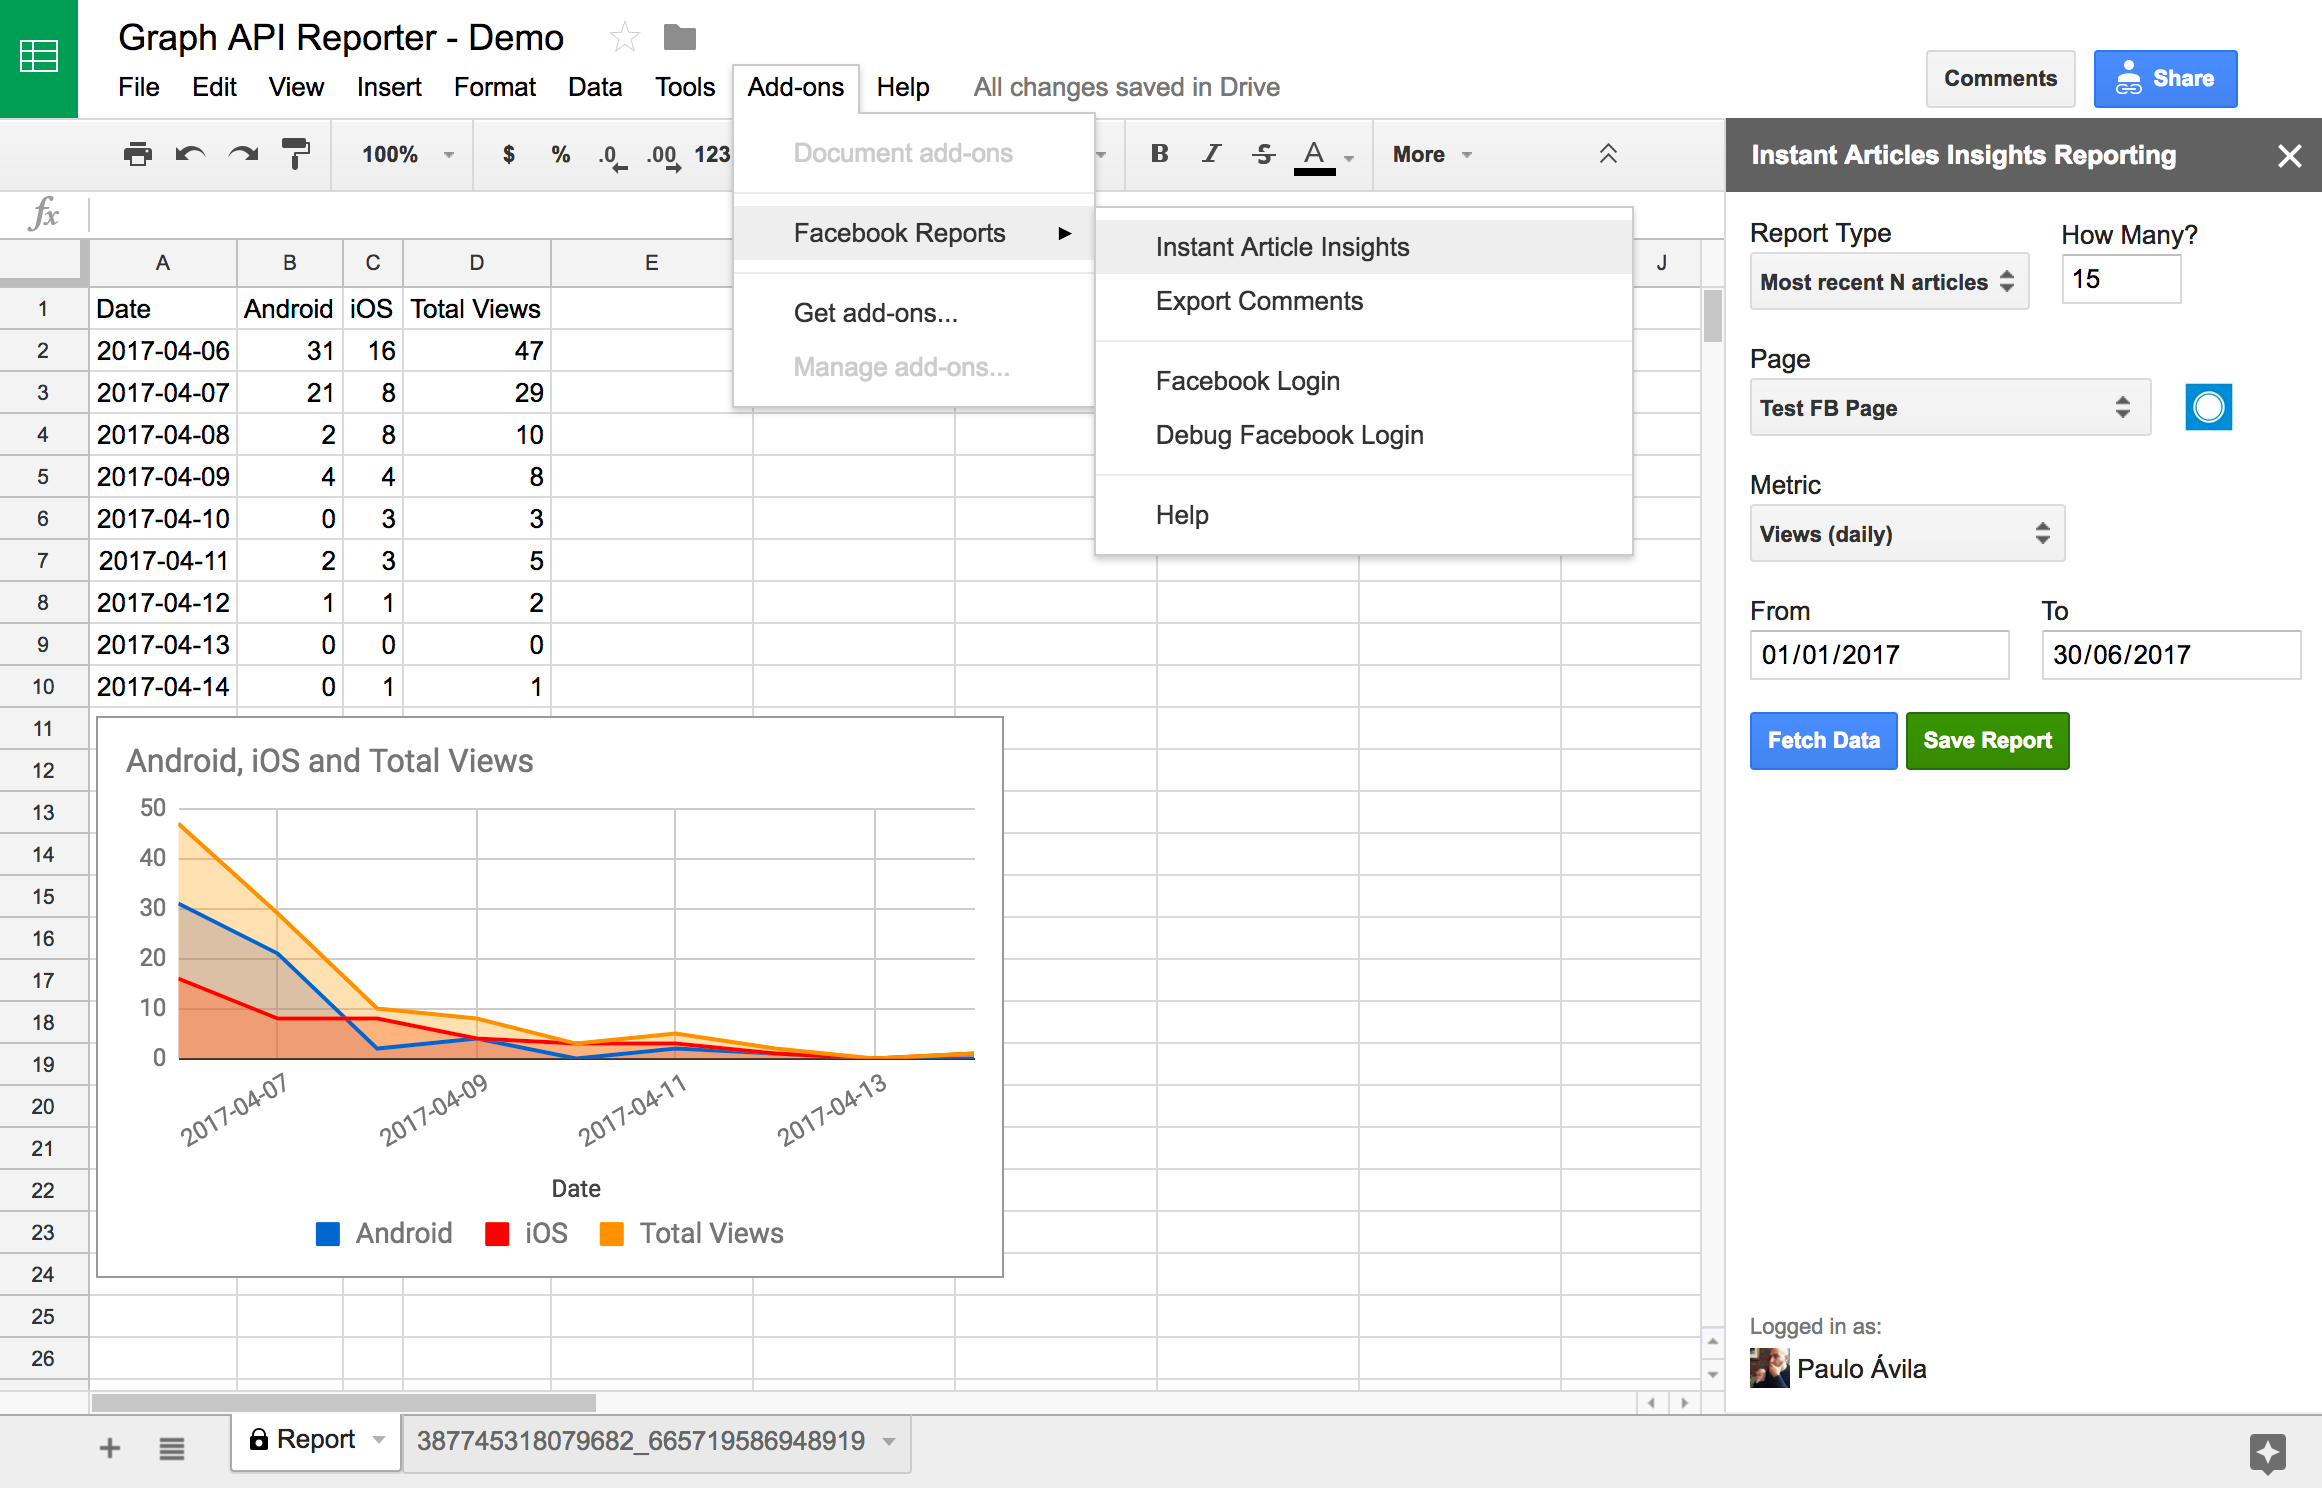 Graph API Reporter - Demo
File Edit View Insert Format Data Tools Add-ons Help All changes saved in Drive
Comments Share
100% $ % .0 .00 123 B I S A More
fx
Document add-ons
Facebook Reports ►
Get add-ons...
Manage add-ons...
Instant Article Insights
Export Comments
Facebook Login
Debug Facebook Login
Help
A B C D E J
1 Date Android iOS Total Views
2 2017-04-06 31 16 47
3 2017-04-07 21 8 29
4 2017-04-08 2 8 10
5 2017-04-09 4 4 8
6 2017-04-10 0 3 3
7 2017-04-11 2 3 5
8 2017-04-12 1 1 2
9 2017-04-13 0 0 0
10 2017-04-14 0 1 1
11
12
13
14
15
16
17
18
19
20
21
22
23
24
25
26
Android, iOS and Total Views
50
40
30
20
10
0
2017-04-07 2017-04-09 2017-04-11 2017-04-13
Date
Android iOS Total Views
Instant Articles Insights Reporting
Report Type How Many?
Most recent N articles 15
Page
Test FB Page
Metric
Views (daily)
From To
01/01/2017 30/06/2017
Fetch Data Save Report
Logged in as:
Paulo Ávila
+ Report 387745318079682_665719586948919